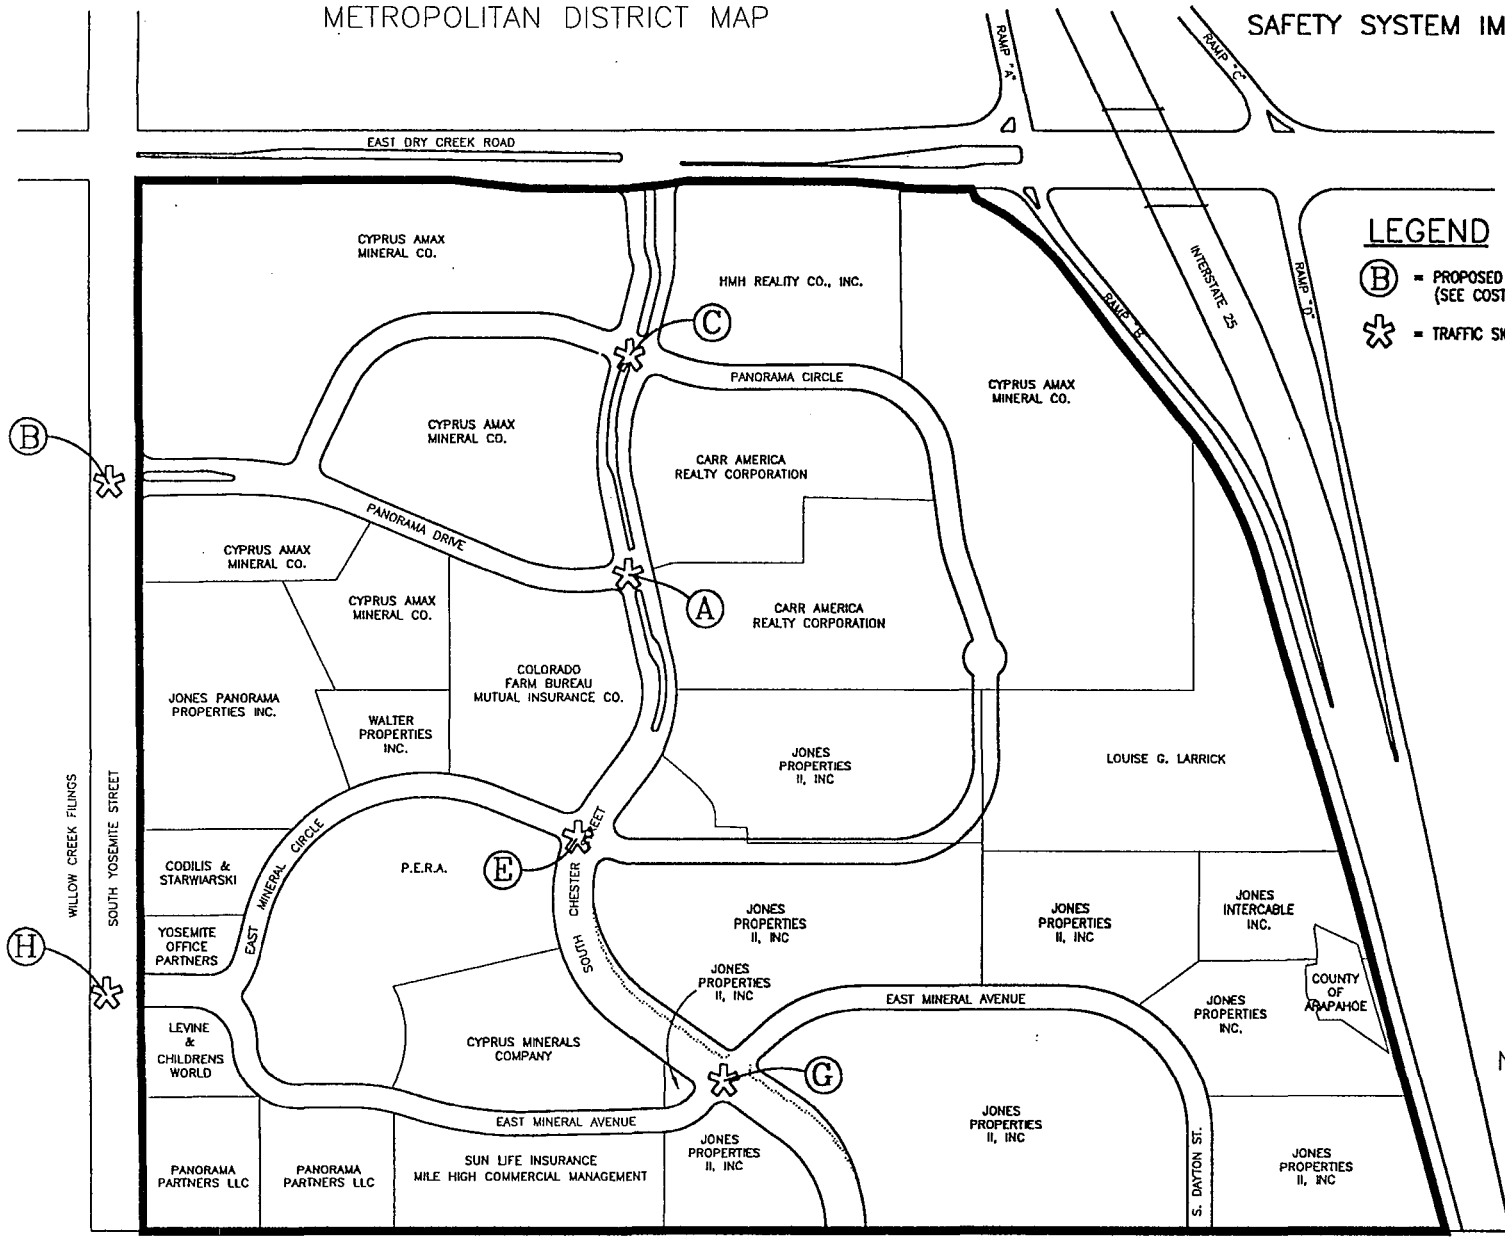 METROPOLITAN DISTRICT MAP
SAFETY SYSTEM IM
RAMP "A"
RAMP "C"
EAST DRY CREEK ROAD
LEGEND
B = PROPOSED
(SEE COST
= TRAFFIC SI
INTERSTATE 25
RAMP "D"
RAMP "B"
CYPRUS AMAX
MINERAL CO.
HMH REALITY CO., INC.
C
PANORAMA CIRCLE
CYPRUS AMAX
MINERAL CO.
CYPRUS AMAX
MINERAL CO.
B
CARR AMERICA
REALTY CORPORATION
PANORAMA DRIVE
CYPRUS AMAX
MINERAL CO.
CYPRUS AMAX
MINERAL CO.
A
CARR AMERICA
REALTY CORPORATION
COLORADO
FARM BUREAU
MUTUAL INSURANCE CO.
JONES PANORAMA
PROPERTIES INC.
WALTER
PROPERTIES
INC.
JONES
PROPERTIES
II, INC
LOUISE G. LARRICK
WILLOW CREEK FILINGS
SOUTH YOSEMITE STREET
EAST MINERAL CIRCLE
P.E.R.A.
E
SOUTH CHESTER STREET
CODILIS &
STARWIARSKI
YOSEMITE
OFFICE
PARTNERS
H
JONES
PROPERTIES
II, INC
JONES
PROPERTIES
II, INC
JONES
INTERCABLE
INC.
JONES
PROPERTIES
II, INC
COUNTY
OF
ARAPAHOE
EAST MINERAL AVENUE
JONES
PROPERTIES
INC.
LEVINE
&
CHILDRENS
WORLD
CYPRUS MINERALS
COMPANY
G
EAST MINERAL AVENUE
JONES
PROPERTIES
II, INC
JONES
PROPERTIES
II, INC
S. DAYTON ST.
JONES
PROPERTIES
II, INC
PANORAMA
PARTNERS LLC
PANORAMA
PARTNERS LLC
SUN LIFE INSURANCE
MILE HIGH COMMERCIAL MANAGEMENT